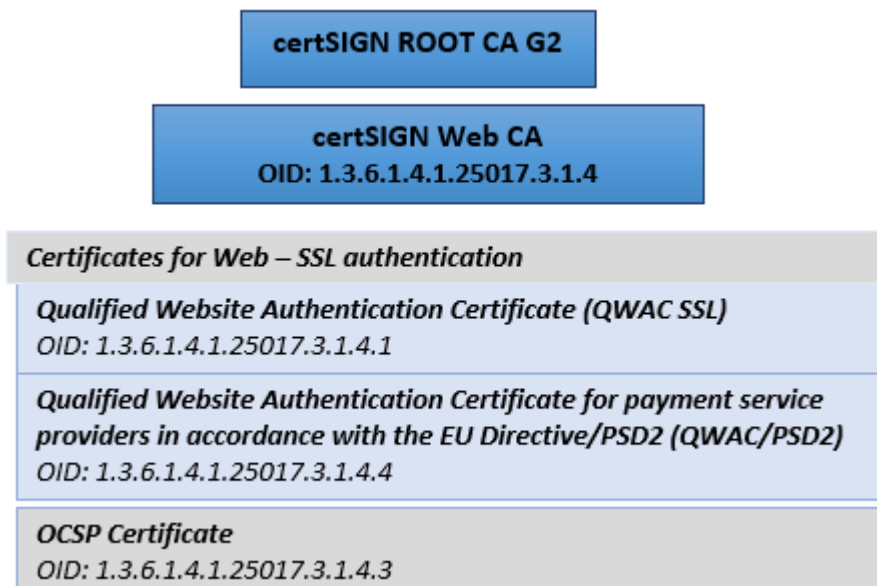 certSIGN ROOT CA G2
certSIGN Web CA
OID: 1.3.6.1.4.1.25017.3.1.4
Certificates for Web – SSL authentication
Qualified Website Authentication Certificate (QWAC SSL)
OID: 1.3.6.1.4.1.25017.3.1.4.1
Qualified Website Authentication Certificate for payment service
providers in accordance with the EU Directive/PSD2 (QWAC/PSD2)
OID: 1.3.6.1.4.1.25017.3.1.4.4
OCSP Certificate
OID: 1.3.6.1.4.1.25017.3.1.4.3